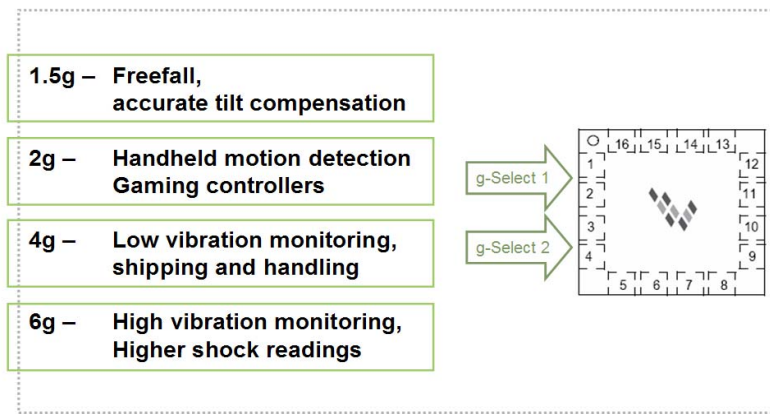 1.5g – Freefall,
accurate tilt compensation
2g – Handheld motion detection
Gaming controllers
4g – Low vibration monitoring,
shipping and handling
6g – High vibration monitoring,
Higher shock readings
g-Select 1
g-Select 2
16 15 14 13
1 12
2 11
3 10
4 9
5 6 7 8